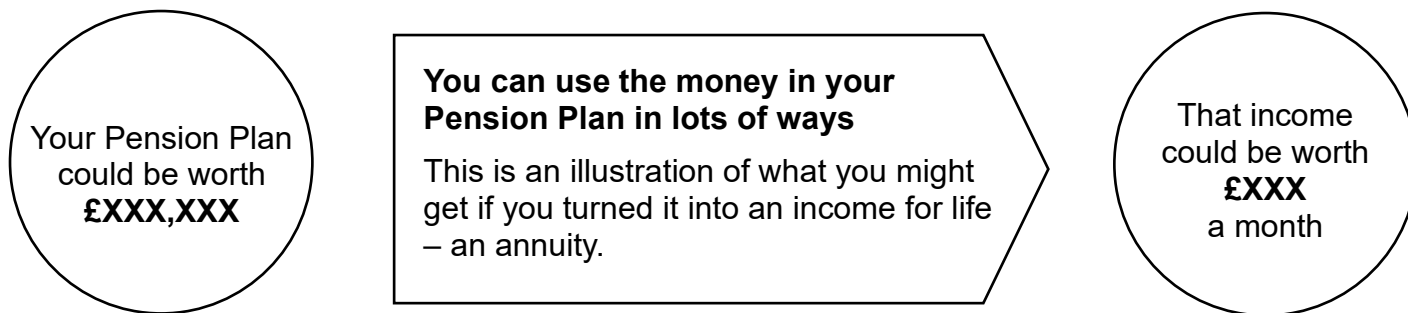 Your Pension Plan
could be worth
£XXX,XXX
You can use the money in your
Pension Plan in lots of ways
This is an illustration of what you might
get if you turned it into an income for life
– an annuity.
That income
could be worth
£XXX
a month